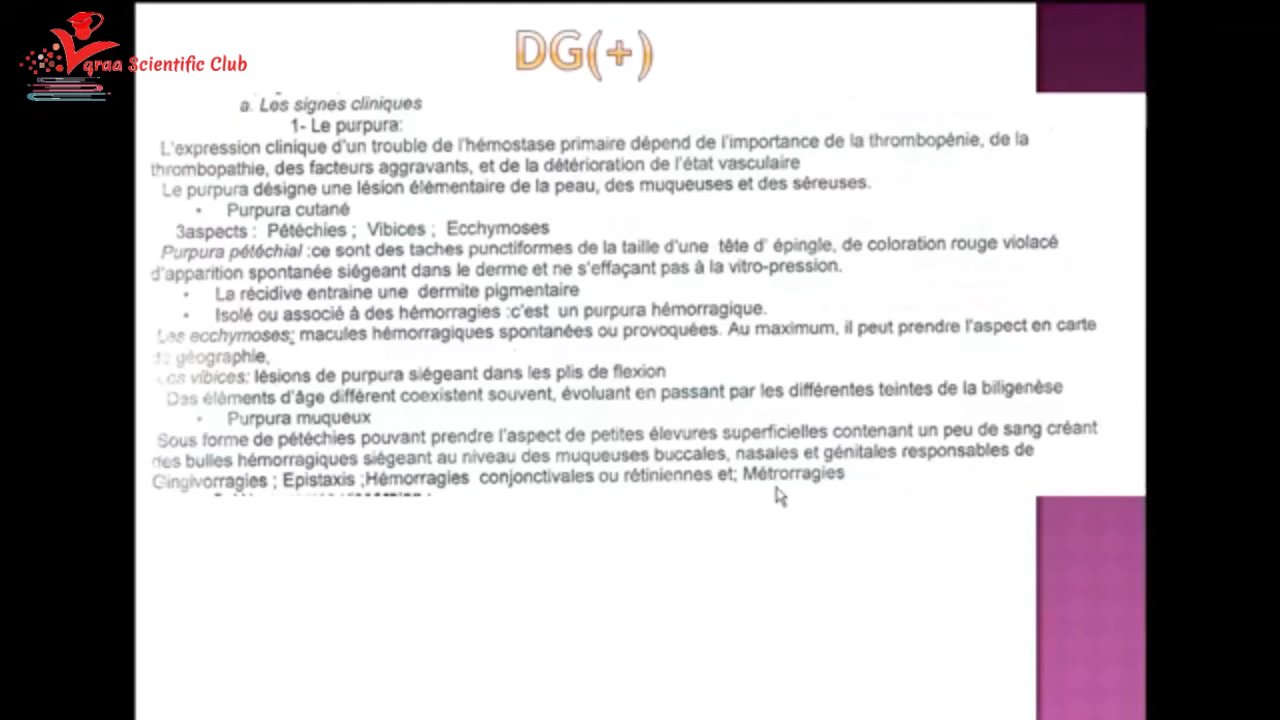 DG(+)
qraa Scientific Club
a. Les signes cliniques
1- Le purpura:
L'expression clinique d'un trouble de l'hémostase primaire dépend de l'importance de la thrombopénie, de la
thrombopathie, des facteurs aggravants, et de la détérioration de l'état vasculaire
Le purpura désigne une lésion élémentaire de la peau, des muqueuses et des séreuses.
• Purpura cutané
3aspects : Pétéchies ; Vibices ; Ecchymoses
Purpura pétéchial :ce sont des taches punctiformes de la taille d'une tête d' épingle, de coloration rouge violacé
d'apparition spontanée siégeant dans le derme et ne s'effaçant pas à la vitro-pression.
• La récidive entraine une dermite pigmentaire
• Isolé ou associé à des hémorragies :c'est un purpura hémorragique.
Les ecchymoses: macules hémorragiques spontanées ou provoquées. Au maximum, il peut prendre l'aspect en carte
de géographie,
Les vibices: lésions de purpura siégeant dans les plis de flexion
Des éléments d'âge différent coexistent souvent, évoluant en passant par les différentes teintes de la biligenèse
• Purpura muqueux
Sous forme de pétéchies pouvant prendre l'aspect de petites élevures superficielles contenant un peu de sang créant
des bulles hémorragiques siégeant au niveau des muqueuses buccales, nasales et génitales responsables de
Gingivorragies ; Epistaxis ;Hémorragies conjonctivales ou rétiniennes et; Métrorragies